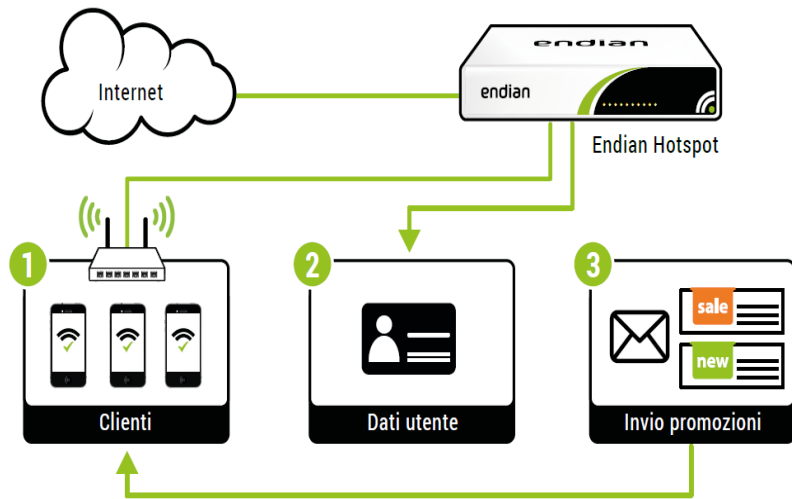 Internet
endian
endian
Endian Hotspot
1
Clienti
2
Dati utente
3
sale
new
Invio promozioni